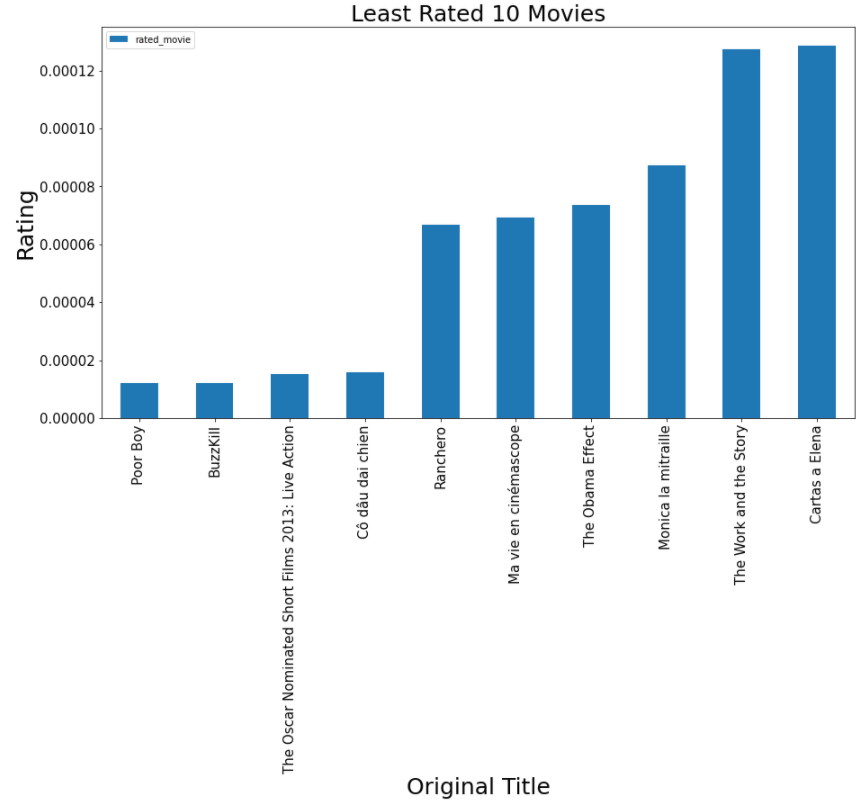 Least Rated 10 Movies
rated_movie
Rating
0.00012
0.00010
0.00008
0.00006
0.00004
0.00002
0.00000
Poor Boy
BuzzKill
The Oscar Nominated Short Films 2013: Live Action
Cô dâu dai chien
Ranchero
Ma vie en cinémascope
The Obama Effect
Monica la mitraille
The Work and the Story
Cartas a Elena
Original Title